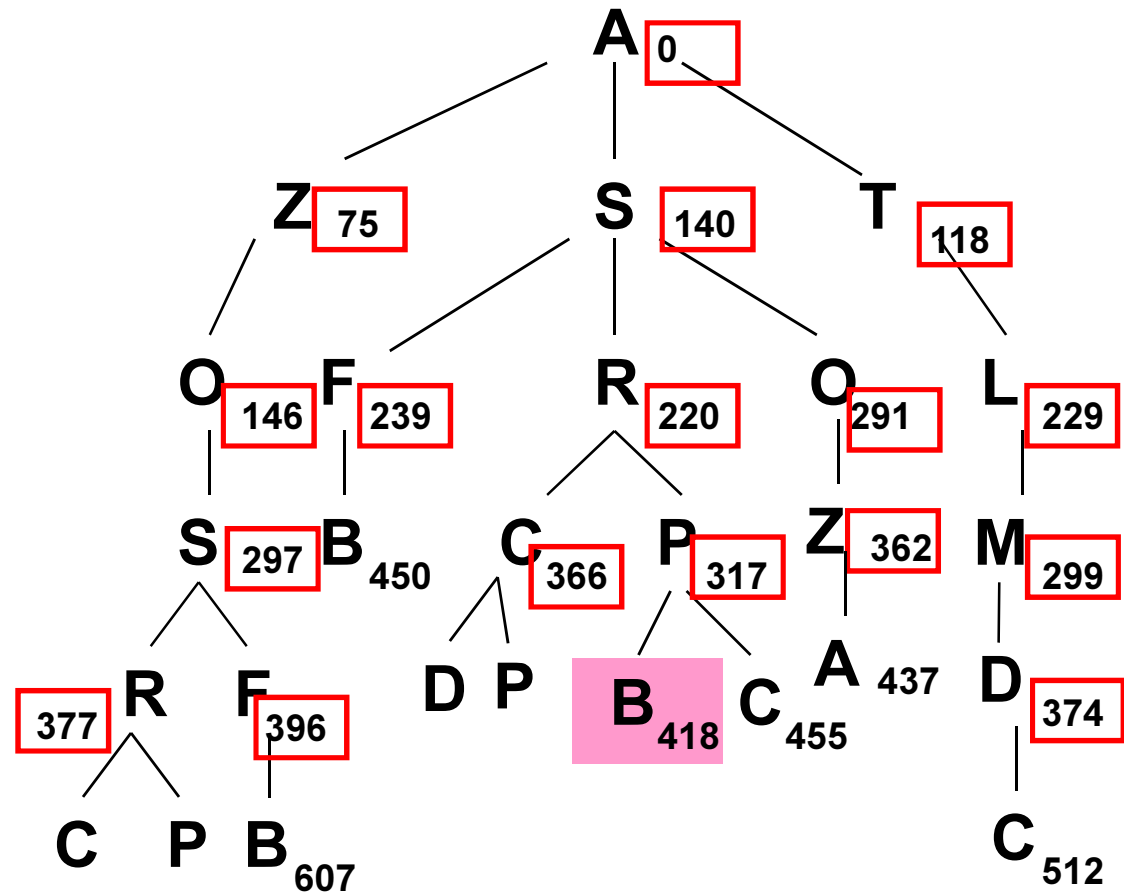 A 0
Z 75 S 140 T 118
O 146 F 239 R 220 O 291 L 229
S 297 B 450 C 366 P 317 Z 362 M 299
377 R F 396 D P B 418 C 455 A 437 D 374
C P B 607 C 512